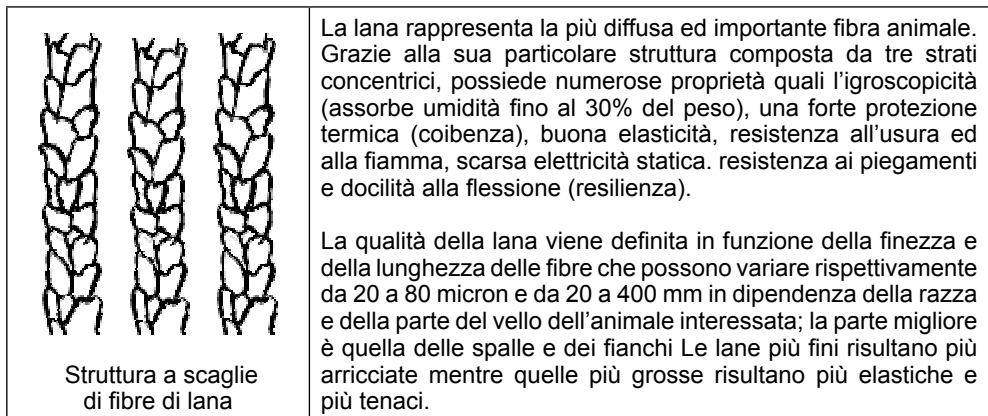 La lana rappresenta la più diffusa ed importante fibra animale.
Grazie alla sua particolare struttura composta da tre strati
concentrici, possiede numerose proprietà quali l'igroscopicità
(assorbe umidità fino al 30% del peso), una forte protezione
termica (coibenza), buona elasticità, resistenza all'usura ed
alla fiamma, scarsa elettricità statica. resistenza ai piegamenti
e docilità alla flessione (resilienza).
La qualità della lana viene definita in funzione della finezza e
della lunghezza delle fibre che possono variare rispettivamente
da 20 a 80 micron e da 20 a 400 mm in dipendenza della razza
e della parte del vello dell'animale interessata; la parte migliore
è quella delle spalle e dei fianchi Le lane più fini risultano più
arricciate mentre quelle più grosse risultano più elastiche e
più tenaci.
Struttura a scaglie
di fibre di lana